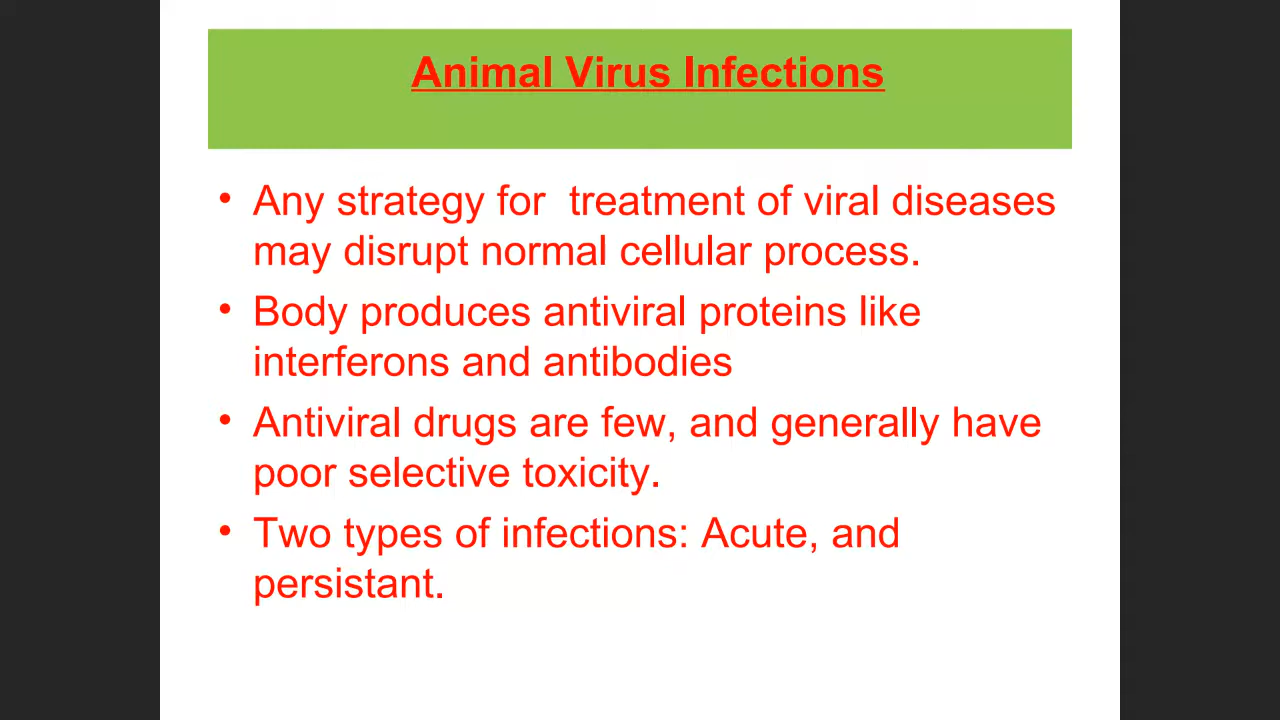 Animal Virus Infections
• Any strategy for  treatment of viral diseases
may disrupt normal cellular process.
• Body produces antiviral proteins like
interferons and antibodies
• Antiviral drugs are few, and generally have
poor selective toxicity.
• Two types of infections: Acute, and
persistant.